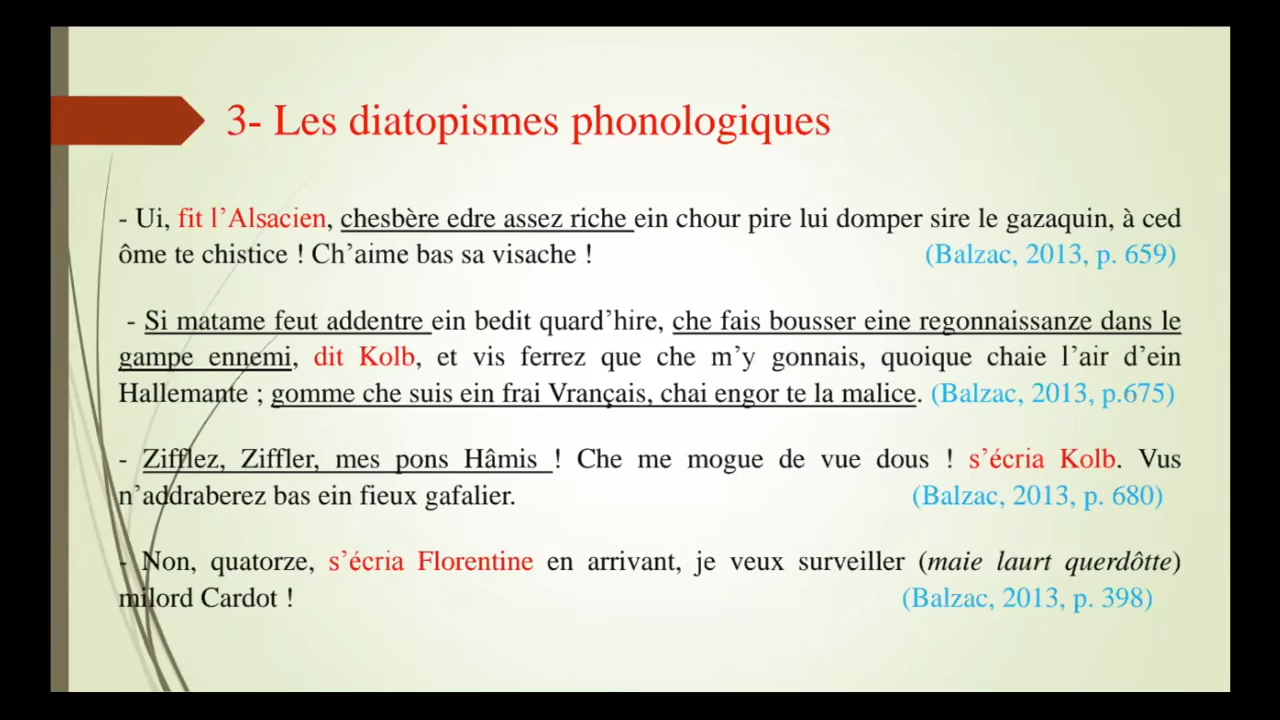 3- Les diatopismes phonologiques
- Ui, fit l’Alsacien, chesbère edre assez riche ein chour pire lui domper sire le gazaquin, à ced
ôme te chistice ! Ch’aime bas sa visache ! (Balzac, 2013, p. 659)
- Si matame feut addentre ein bedit quard’hire, che fais bousser eine regonnaissanze dans le
gampe ennemi, dit Kolb, et vis ferrez que che m’y gonnais, quoique chaie l’air d’ein
Hallemante ; gomme che suis ein frai Vrançais, chai engor te la malice. (Balzac, 2013, p.675)
- Zifflez, Ziffler, mes pons Hâmis ! Che me mogue de vue dous ! s’écria Kolb. Vus
n’addraberez bas ein fieux gafalier. (Balzac, 2013, p. 680)
- Non, quatorze, s’écria Florentine en arrivant, je veux surveiller (maie laurt querdôtte)
milord Cardot ! (Balzac, 2013, p. 398)